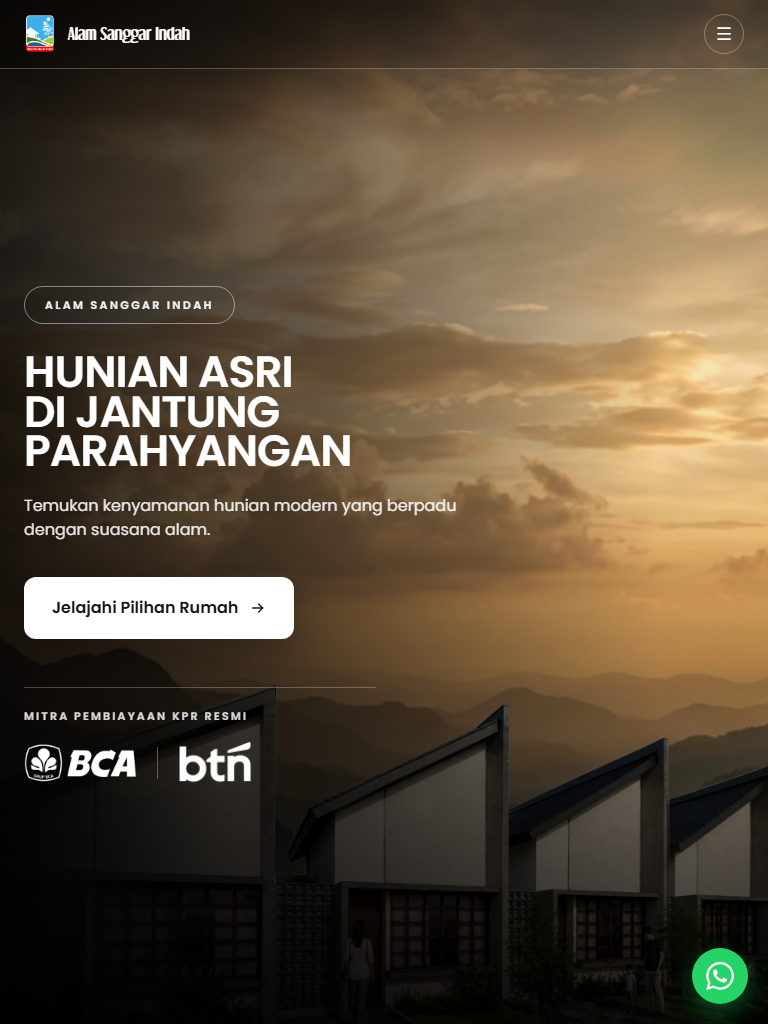 Alam Sanggar Indah
ALAM SANGGAR INDAH
HUNIAN ASRI
DI JANTUNG
PARAHYANGAN
Temukan kenyamanan hunian modern yang berpadu
dengan suasana alam.
Jelajahi Pilihan Rumah →
MITRA PEMBIAYAAN KPR RESMI
BCA
btn